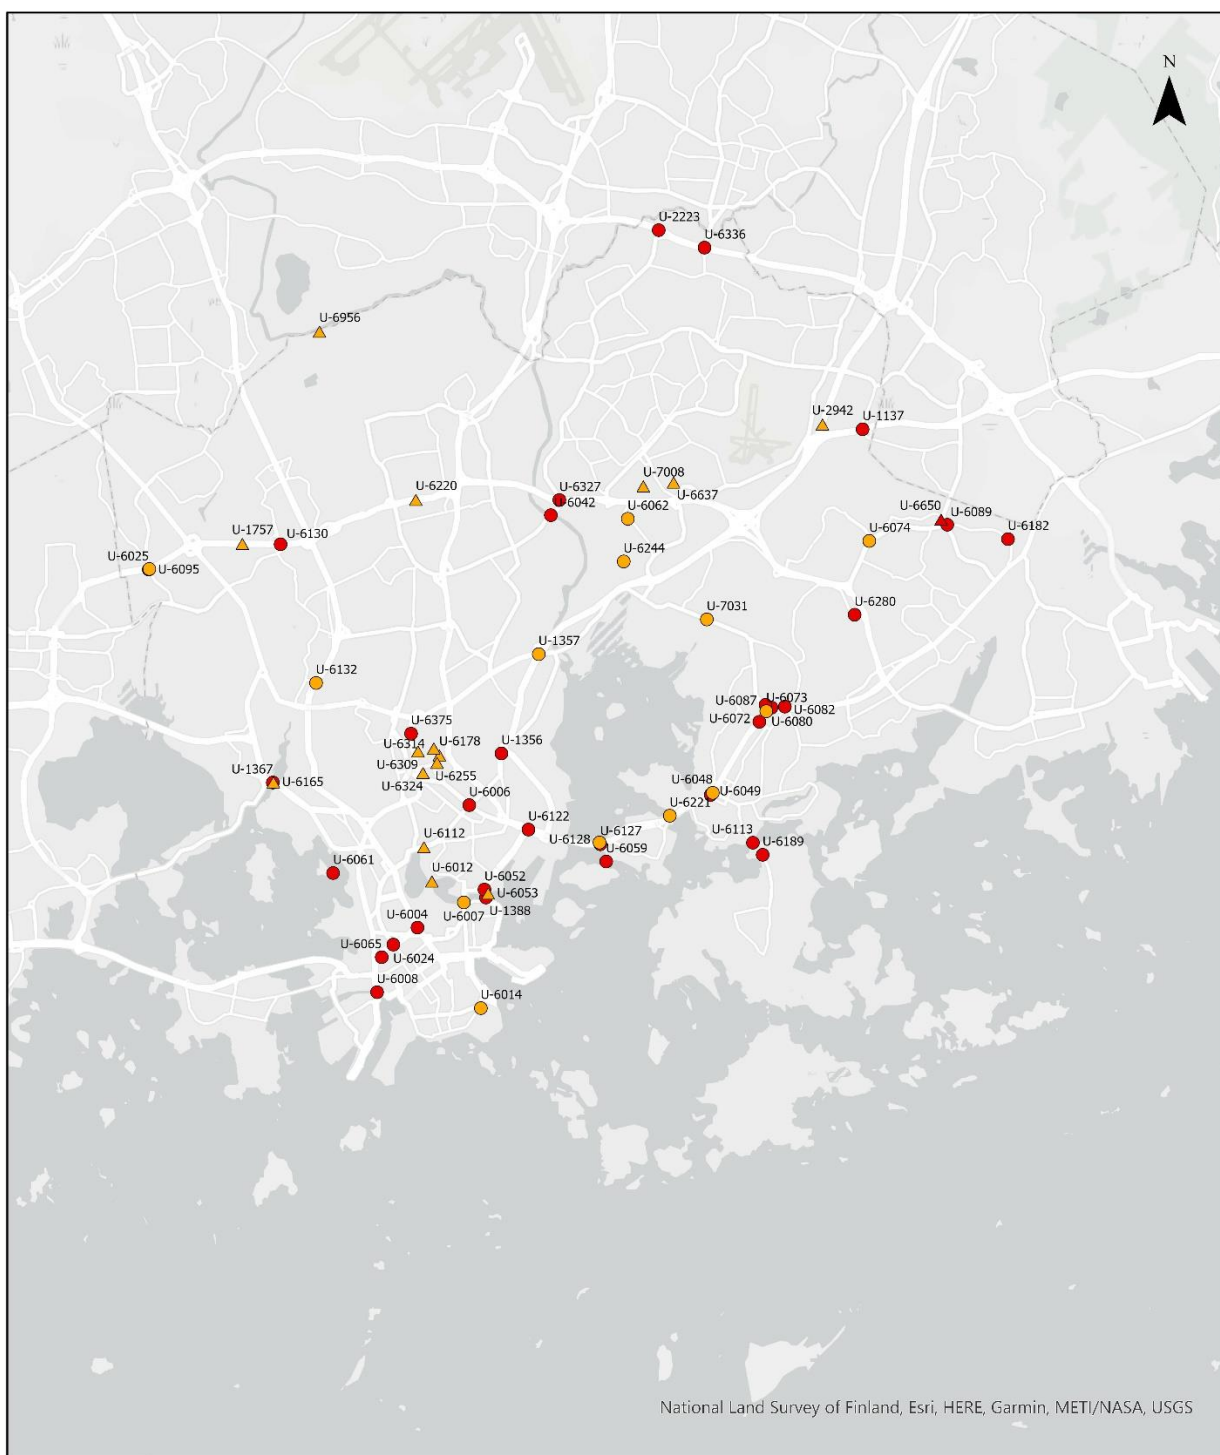 N
U-2223
U-6336
U-6956
U-2942
U-1137
U-7008
U-6220
U-6637
U-6327
U-6042
U-6062
U-6650
U-6089
U-6074
U-6182
U-1757
U-6130
U-6025
U-6095
U-6244
U-6280
U-7031
U-1357
U-6132
U-6087
U-6073
U-6082
U-6072
U-6080
U-6375
U-6314
U-6178
U-1356
U-6309
U-6255
U-6324
U-1367
U-6165
U-6048
U-6049
U-6006
U-6221
U-6122
U-6127
U-6128
U-6059
U-6113
U-6189
U-6112
U-6061
U-6012
U-6052
U-6053
U-6007
U-1388
U-6004
U-6065
U-6024
U-6008
U-6014
National Land Survey of Finland, Esri, HERE, Garmin, METI/NASA, USGS